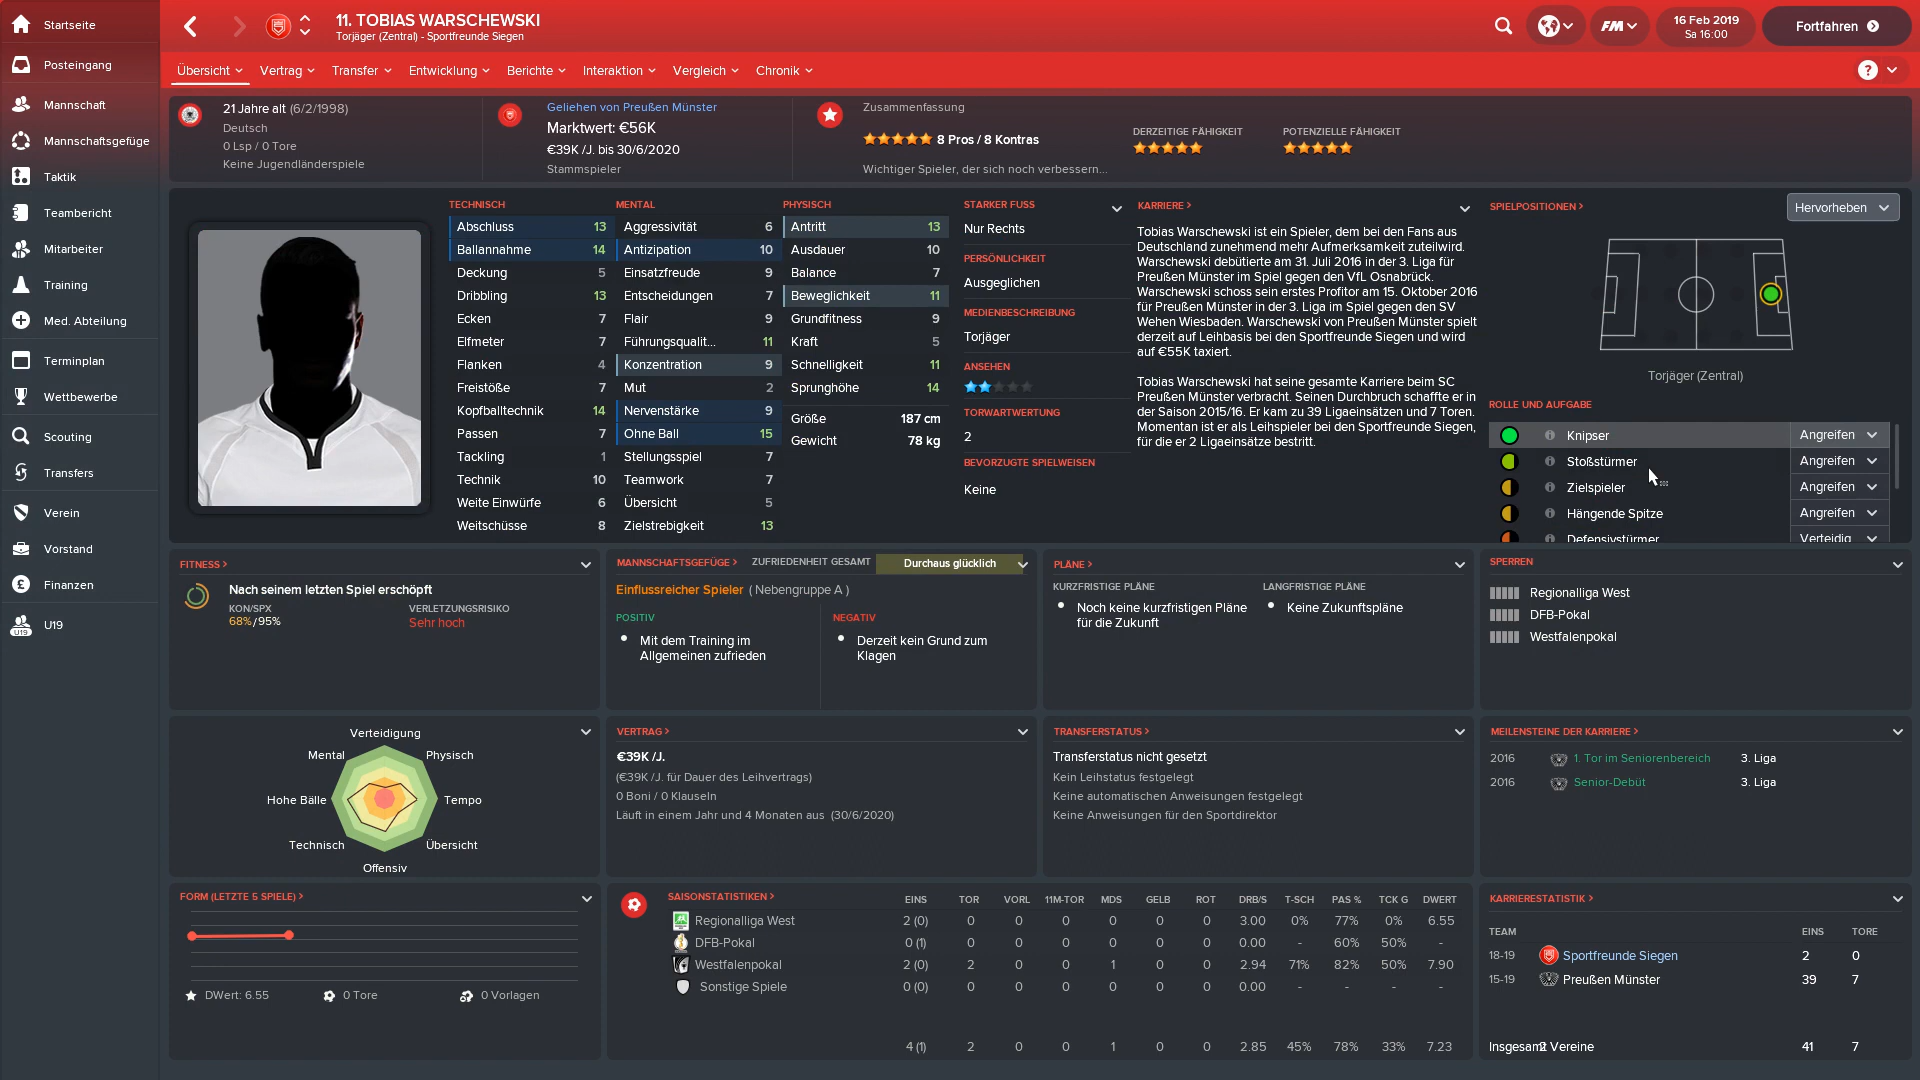 Startseite
Posteingang
Mannschaft
Mannschaftsgefüge
Taktik
Teambericht
Mitarbeiter
Training
Med. Abteilung
Terminplan
Wettbewerbe
Scouting
Transfers
Verein
Vorstand
Finanzen
U19
U19
11. TOBIAS WARSCHEWSKI
Torjäger (Zentral) - Sportfreunde Siegen
FM
16 Feb 2019
Sa 16:00
Fortfahren
Übersicht Vertrag Transfer Entwicklung Berichte Interaktion Vergleich Chronik
?
21 Jahre alt (6/2/1998)
Deutsch
0 Lsp / 0 Tore
Keine Jugendländerspiele
Geliehen von Preußen Münster
Marktwert: €56K
€39K /J. bis 30/6/2020
Stammspieler
Zusammenfassung
8 Pros / 8 Kontras
Wichtiger Spieler, der sich noch verbessern...
DERZEITIGE FÄHIGKEIT
POTENZIELLE FÄHIGKEIT
TECHNISCH
Abschluss 13
Ballannahme 14
Deckung 5
Dribbling 13
Ecken 7
Elfmeter 7
Flanken 4
Freistöße 7
Kopfballtechnik 14
Passen 7
Tackling 1
Technik 10
Weite Einwürfe 6
Weitschüsse 8
MENTAL
Aggressivität 6
Antizipation 10
Einsatzfreude 9
Entscheidungen 7
Flair 9
Führungsqualit... 11
Konzentration 9
Mut 2
Nervenstärke 9
Ohne Ball 15
Stellungsspiel 7
Teamwork 7
Übersicht 5
Zielstrebigkeit 13
PHYSISCH
Antritt 13
Ausdauer 10
Balance 7
Beweglichkeit 11
Grundfitness 9
Kraft 5
Schnelligkeit 11
Sprunghöhe 14
Größe 187 cm
Gewicht 78 kg
STARKER FUSS
Nur Rechts
PERSÖNLICHKEIT
Ausgeglichen
MEDIENBESCHREIBUNG
Torjäger
ANSEHEN
TORWARTWERTUNG
2
BEVORZUGTE SPIELWEISEN
Keine
KARRIERE >
Tobias Warschewski ist ein Spieler, dem bei den Fans aus
Deutschland zunehmend mehr Aufmerksamkeit zuteilwird.
Warschewski debütierte am 31. Juli 2016 in der 3. Liga für
Preußen Münster im Spiel gegen den VfL Osnabrück.
Warschewski schoss sein erstes Profitor am 15. Oktober 2016
für Preußen Münster in der 3. Liga im Spiel gegen den SV
Wehen Wiesbaden. Warschewski von Preußen Münster spielt
derzeit auf Leihbasis bei den Sportfreunde Siegen und wird
auf €55K taxiert.
Tobias Warschewski hat seine gesamte Karriere beim SC
Preußen Münster verbracht. Seinen Durchbruch schaffte er in
der Saison 2015/16. Er kam zu 39 Ligaeinsätzen und 7 Toren.
Momentan ist er als Leihspieler bei den Sportfreunde Siegen,
für die er 2 Ligaeinsätze bestritt.
SPIELPOSITIONEN >
Hervorheben
Torjäger (Zentral)
ROLLE UND AUFGABE
Knipser Angreifen
Stoßstürmer Angreifen
Zielspieler Angreifen
Hängende Spitze Angreifen
Defensivstürmer Verteidig
FITNESS >
Nach seinem letzten Spiel erschöpft
KON/SPX
68%/95%
VERLETZUNGSRISIKO
Sehr hoch
MANNSCHAFTSGEFÜGE > ZUFRIEDENHEIT GESAMT Durchaus glücklich
Einflussreicher Spieler ( Nebengruppe A )
POSITIV
Mit dem Training im
Allgemeinen zufrieden
NEGATIV
Derzeit kein Grund zum
Klagen
PLÄNE >
KURZFRISTIGE PLÄNE
Noch keine kurzfristigen Pläne
für die Zukunft
LANGFRISTIGE PLÄNE
Keine Zukunftspläne
SPERREN
Regionalliga West
DFB-Pokal
Westfalenpokal
Verteidigung
Mental Physisch
Hohe Bälle Tempo
Technisch Übersicht
Offensiv
VERTRAG >
€39K /J.
(€39K /J. für Dauer des Leihvertrags)
0 Boni / 0 Klauseln
Läuft in einem Jahr und 4 Monaten aus (30/6/2020)
TRANSFERSTATUS >
Transferstatus nicht gesetzt
Kein Leihstatus festgelegt
Keine automatischen Anweisungen festgelegt
Keine Anweisungen für den Sportdirektor
MEILENSTEINE DER KARRIERE >
2016 1. Tor im Seniorenbereich 3. Liga
2016 Senior-Debüt 3. Liga
FORM (LETZTE 5 SPIELE) >
DWert: 6.55 0 Tore 0 Vorlagen
SAISONSTATISTIKEN > EINS TOR VORL 11M-TOR MDS GELB ROT DRB/S T-SCH PAS % TCK G DWERT
Regionalliga West 2 (0) 0 0 0 0 0 0 3.00 0% 77% 0% 6.55
DFB-Pokal 0 (1) 0 0 0 0 0 0 0.00 - 60% 50% -
Westfalenpokal 2 (0) 2 0 0 1 0 0 2.94 71% 82% 50% 7.90
Sonstige Spiele 0 (0) 0 0 0 0 0 0 0.00 - - - -
4 (1) 2 0 0 1 0 0 2.85 45% 78% 33% 7.23
KARRIERESTATISTIK >
TEAM EINS TORE
18-19 Sportfreunde Siegen 2 0
15-19 Preußen Münster 39 7
Insgesamt 2 Vereine 41 7